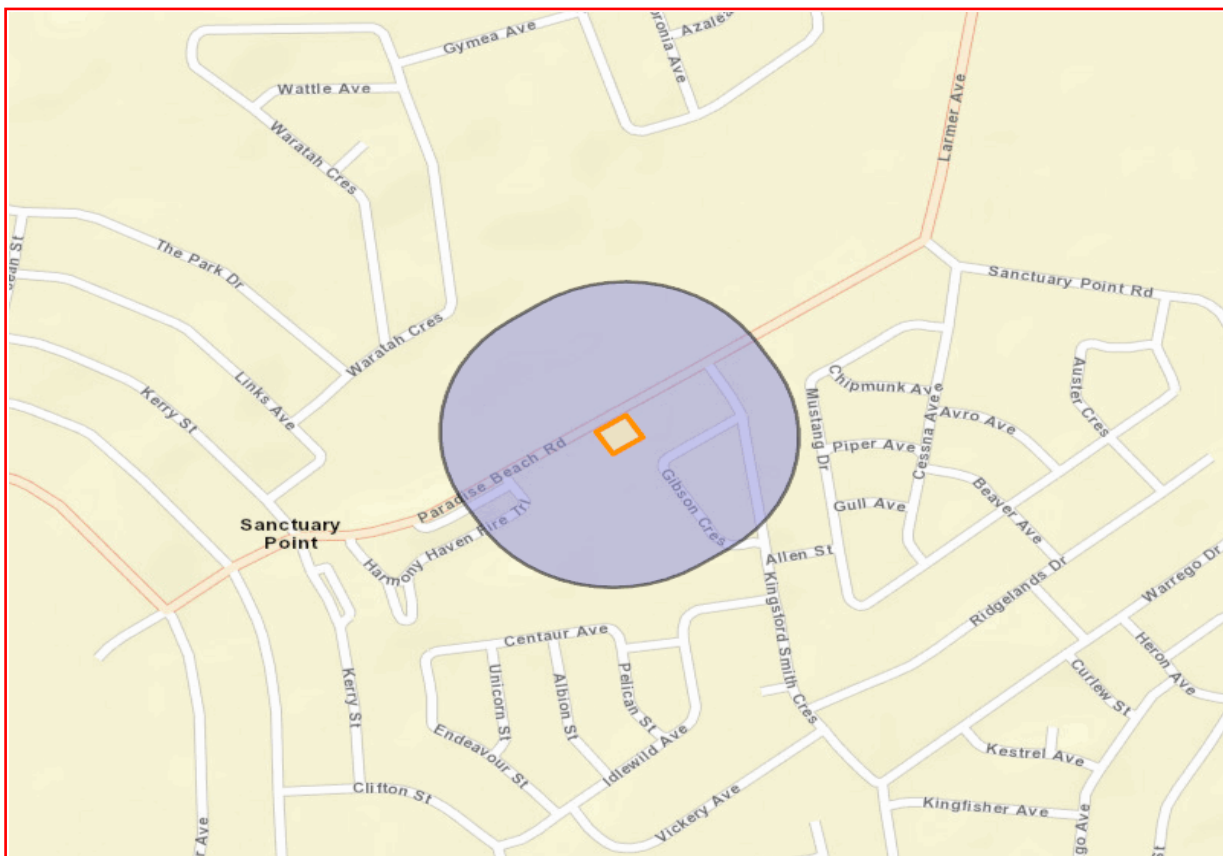 Gymea Ave
Azalea
Wattle Ave
Larmer Ave
Waratah Cres
The Park Dr
Sanctuary Point Rd
Waratah Cres
Links Ave
Kerry St
Chipmunk Ave
Auster Cres
Mustang Dr
Avro Ave
Cessna Ave
Piper Ave
Paradise Beach Rd
Gibson Cres
Beaver Ave
Gull Ave
Sanctuary
Point
Harmony Haven Fire Trl
Allen St
Ridgelands Dr
Warrego Dr
Kingsford Smith Cres
Centaur Ave
Heron Ave
Kerry St
Unicorn St
Albion St
Pelican St
Curlew St
Endeavour St
Idlewild Ave
Kestrel Ave
Clifton St
Vickery Ave
Kingfisher Ave